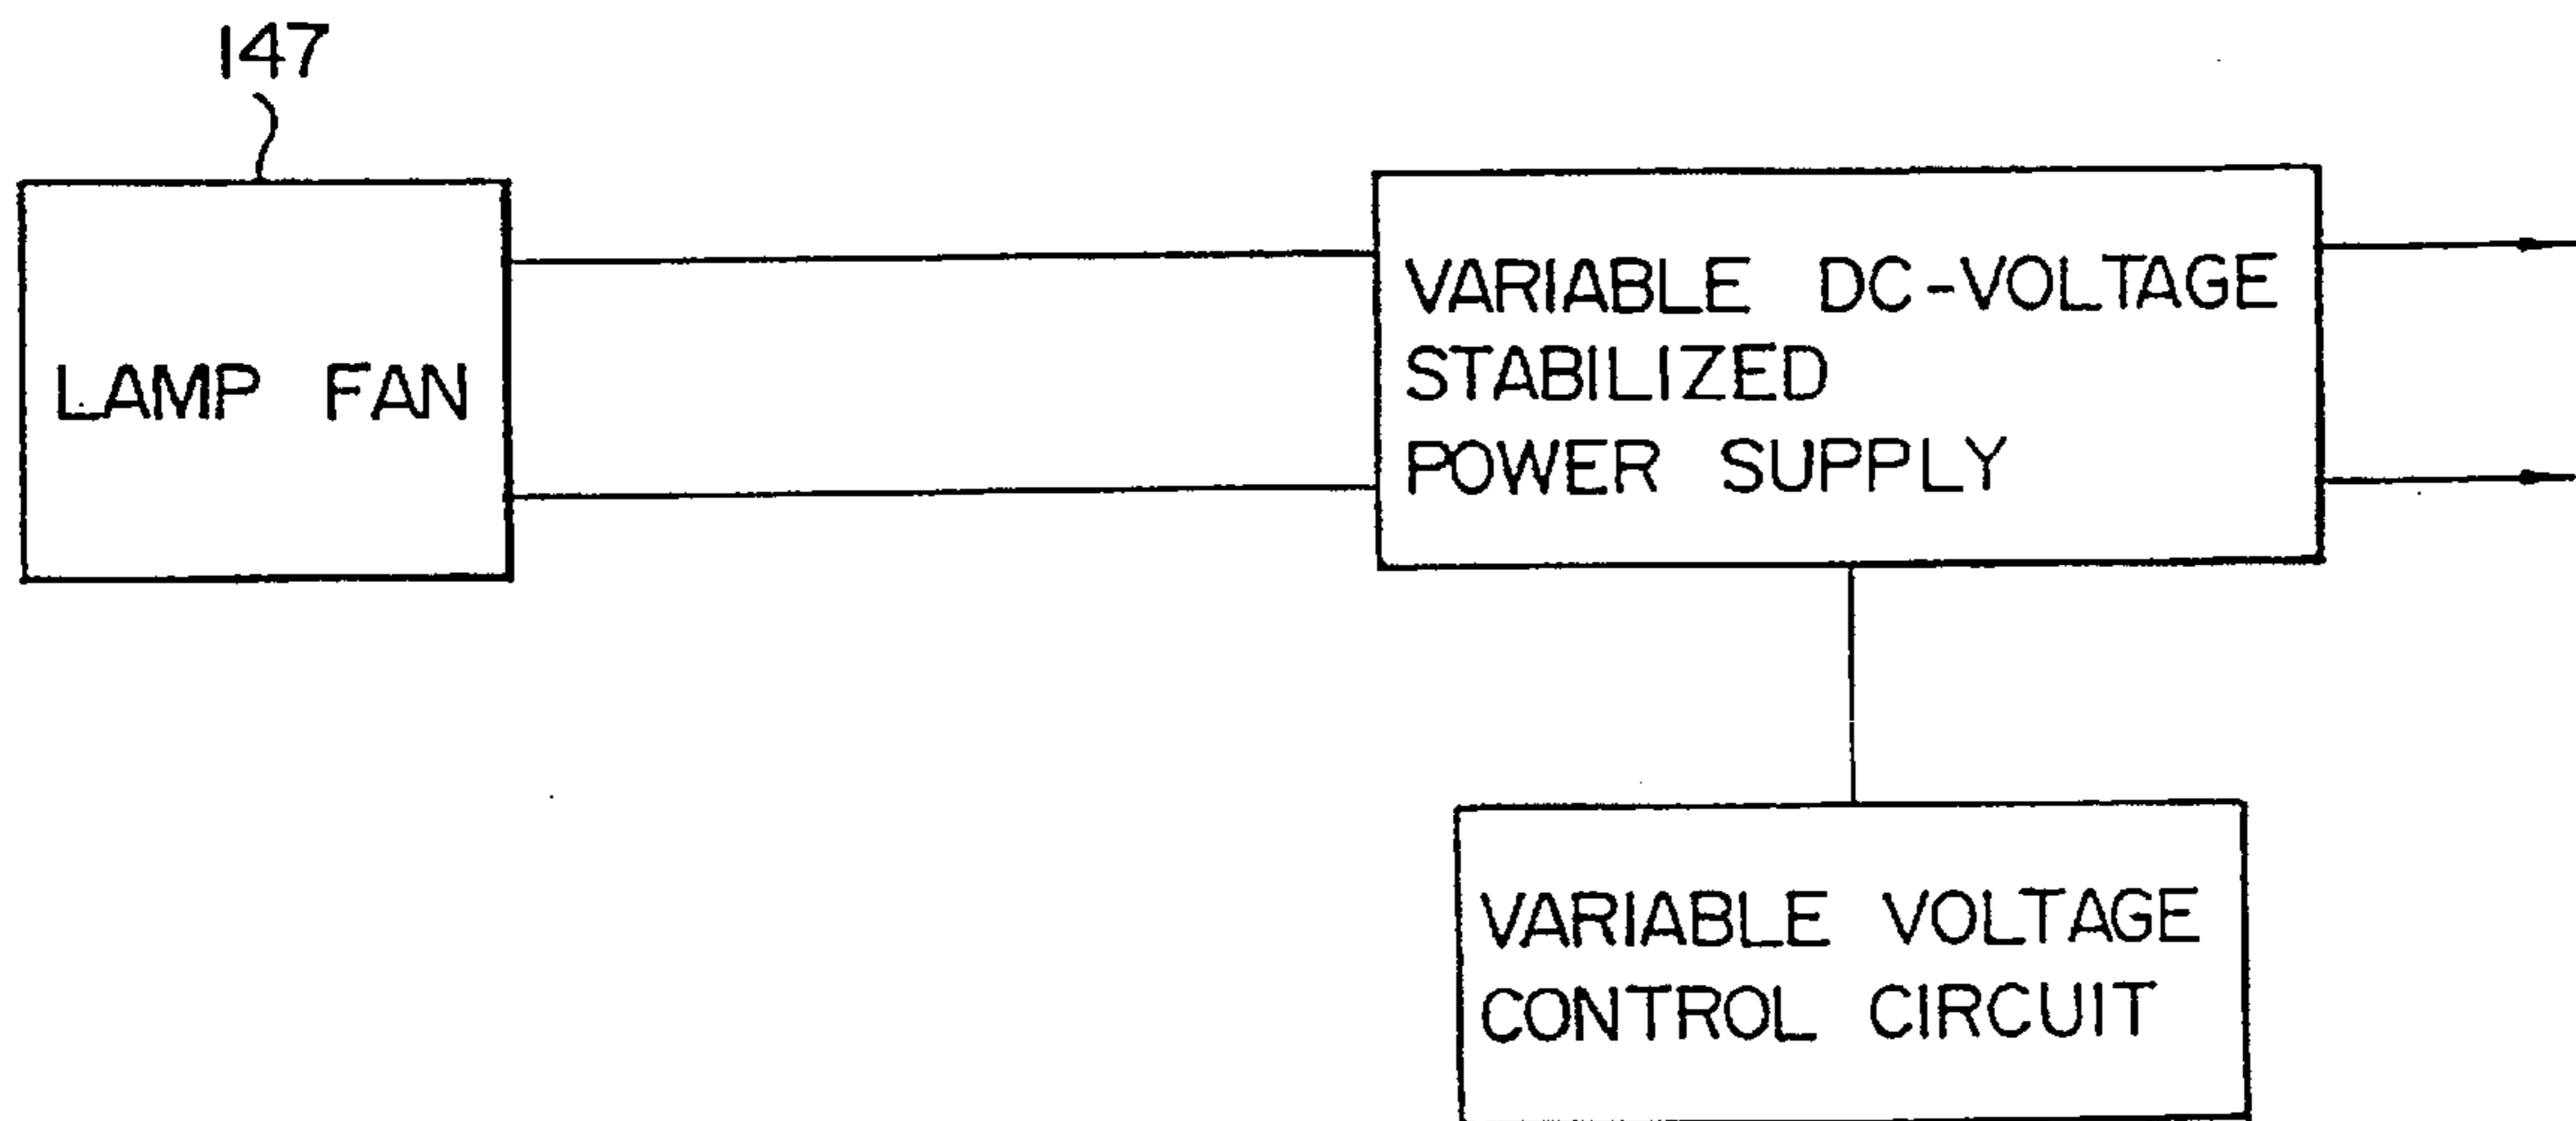 147
LAMP FAN
VARIABLE DC-VOLTAGE
STABILIZED
POWER SUPPLY
VARIABLE VOLTAGE
CONTROL CIRCUIT